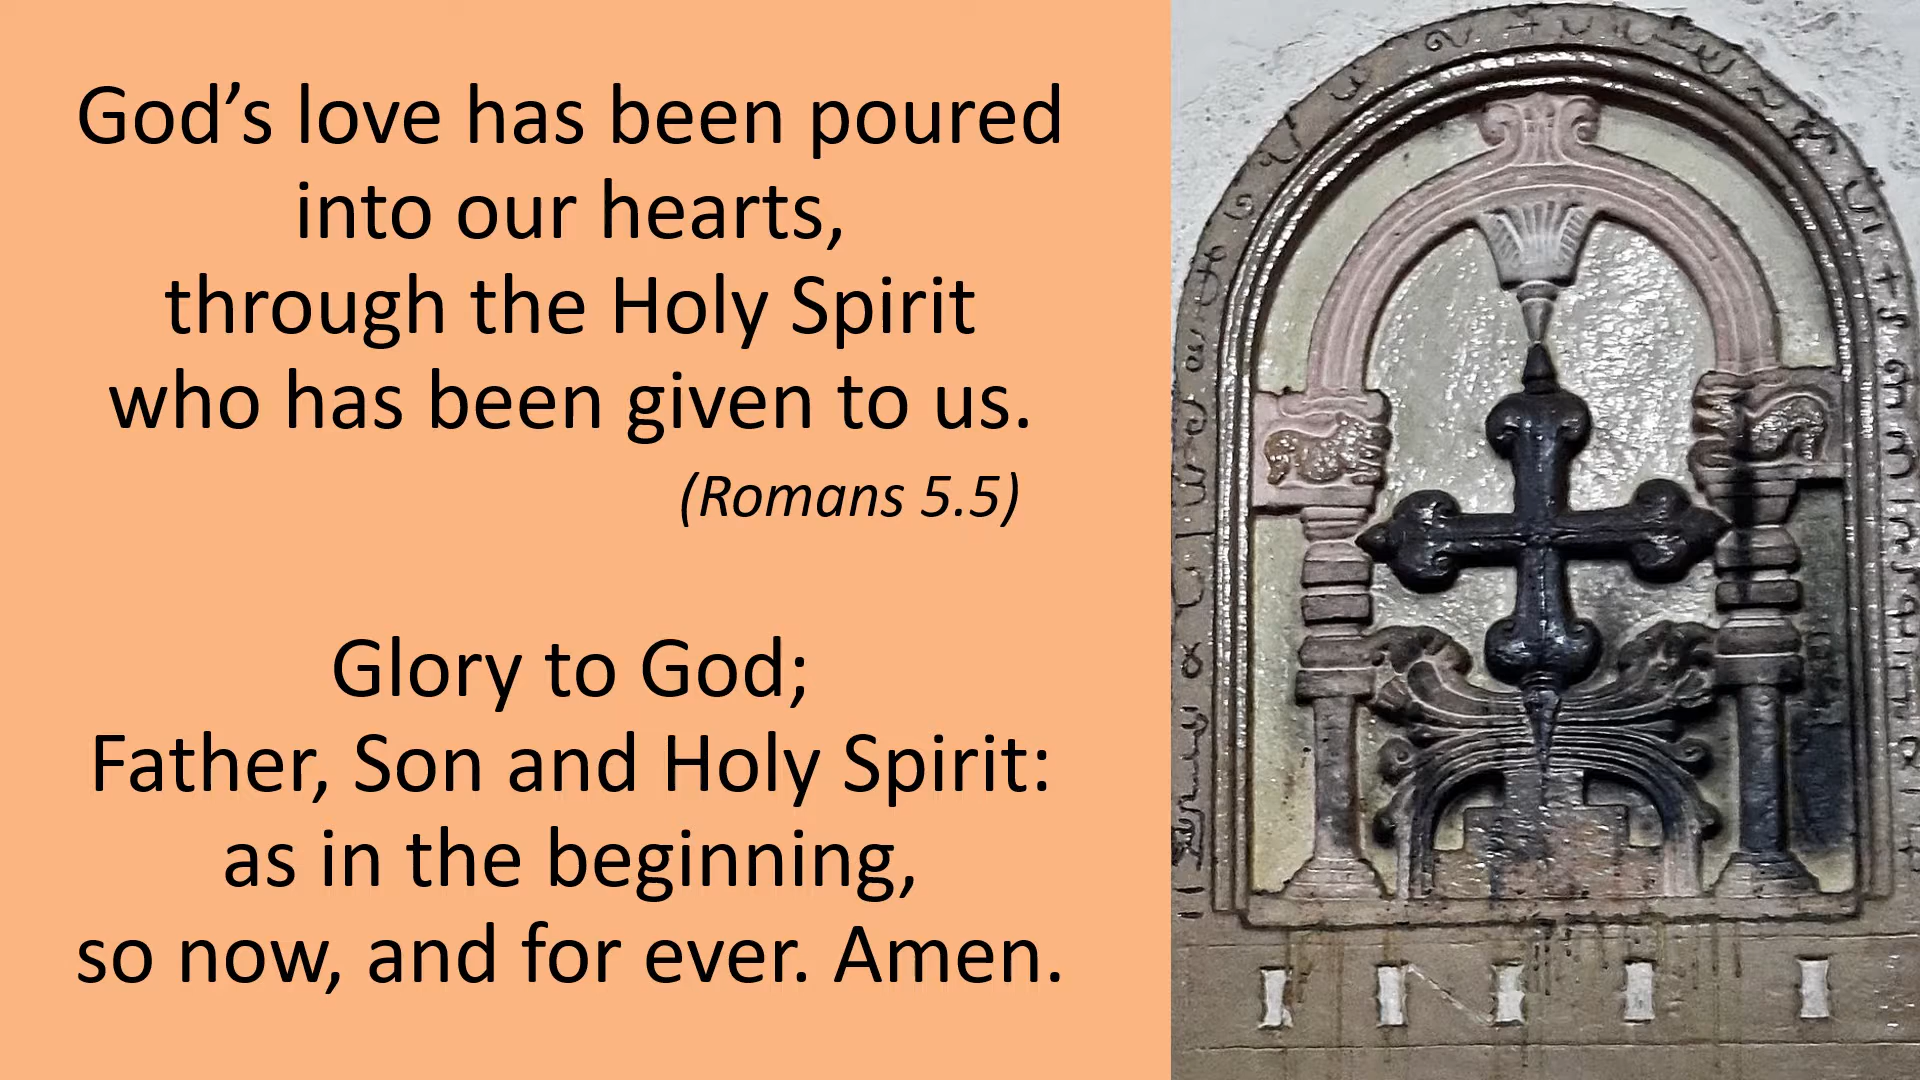 God’s love has been poured
into our hearts,
through the Holy Spirit
who has been given to us.
(Romans 5.5)
Glory to God;
Father, Son and Holy Spirit:
as in the beginning,
so now, and for ever. Amen.